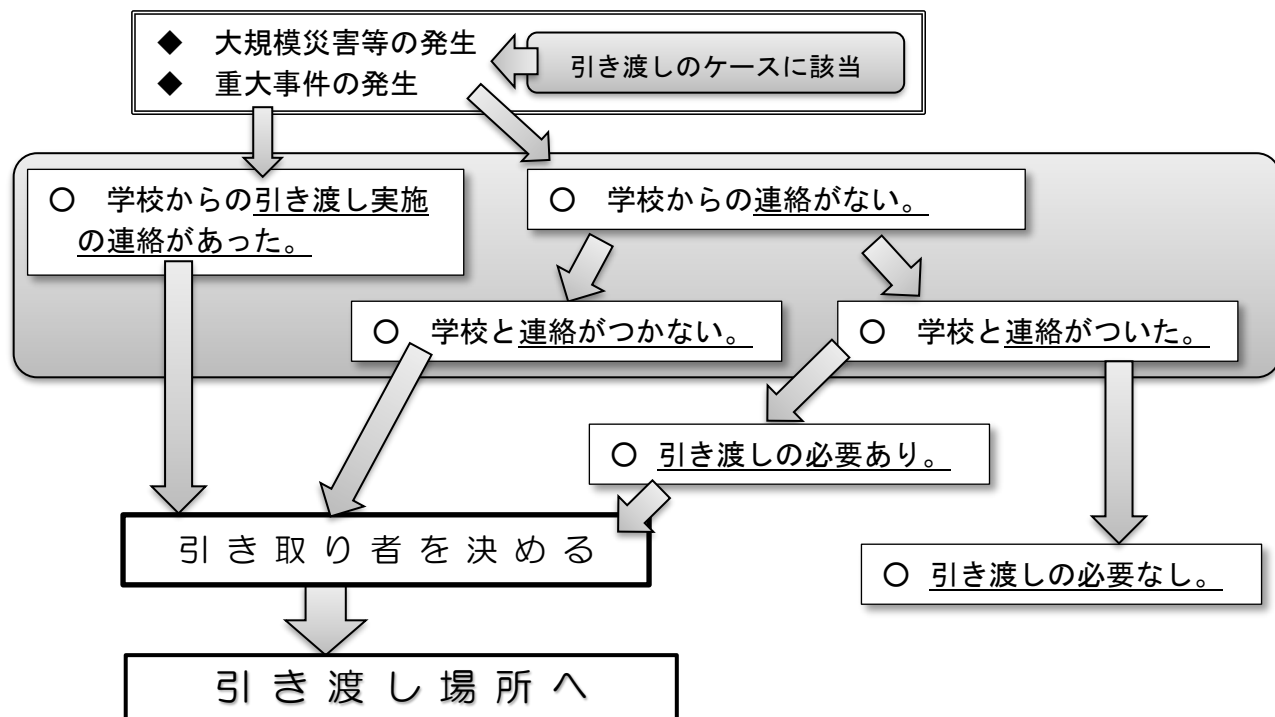 ◆ 大規模災害等の発生
◆ 重大事件の発生
引き渡しのケースに該当
○ 学校からの引き渡し実施
の連絡があった。
○ 学校からの連絡がない。
○ 学校と連絡がつかない。
○ 学校と連絡がついた。
○ 引き渡しの必要あり。
引き取り者を決める
○ 引き渡しの必要なし。
引き渡し場所へ